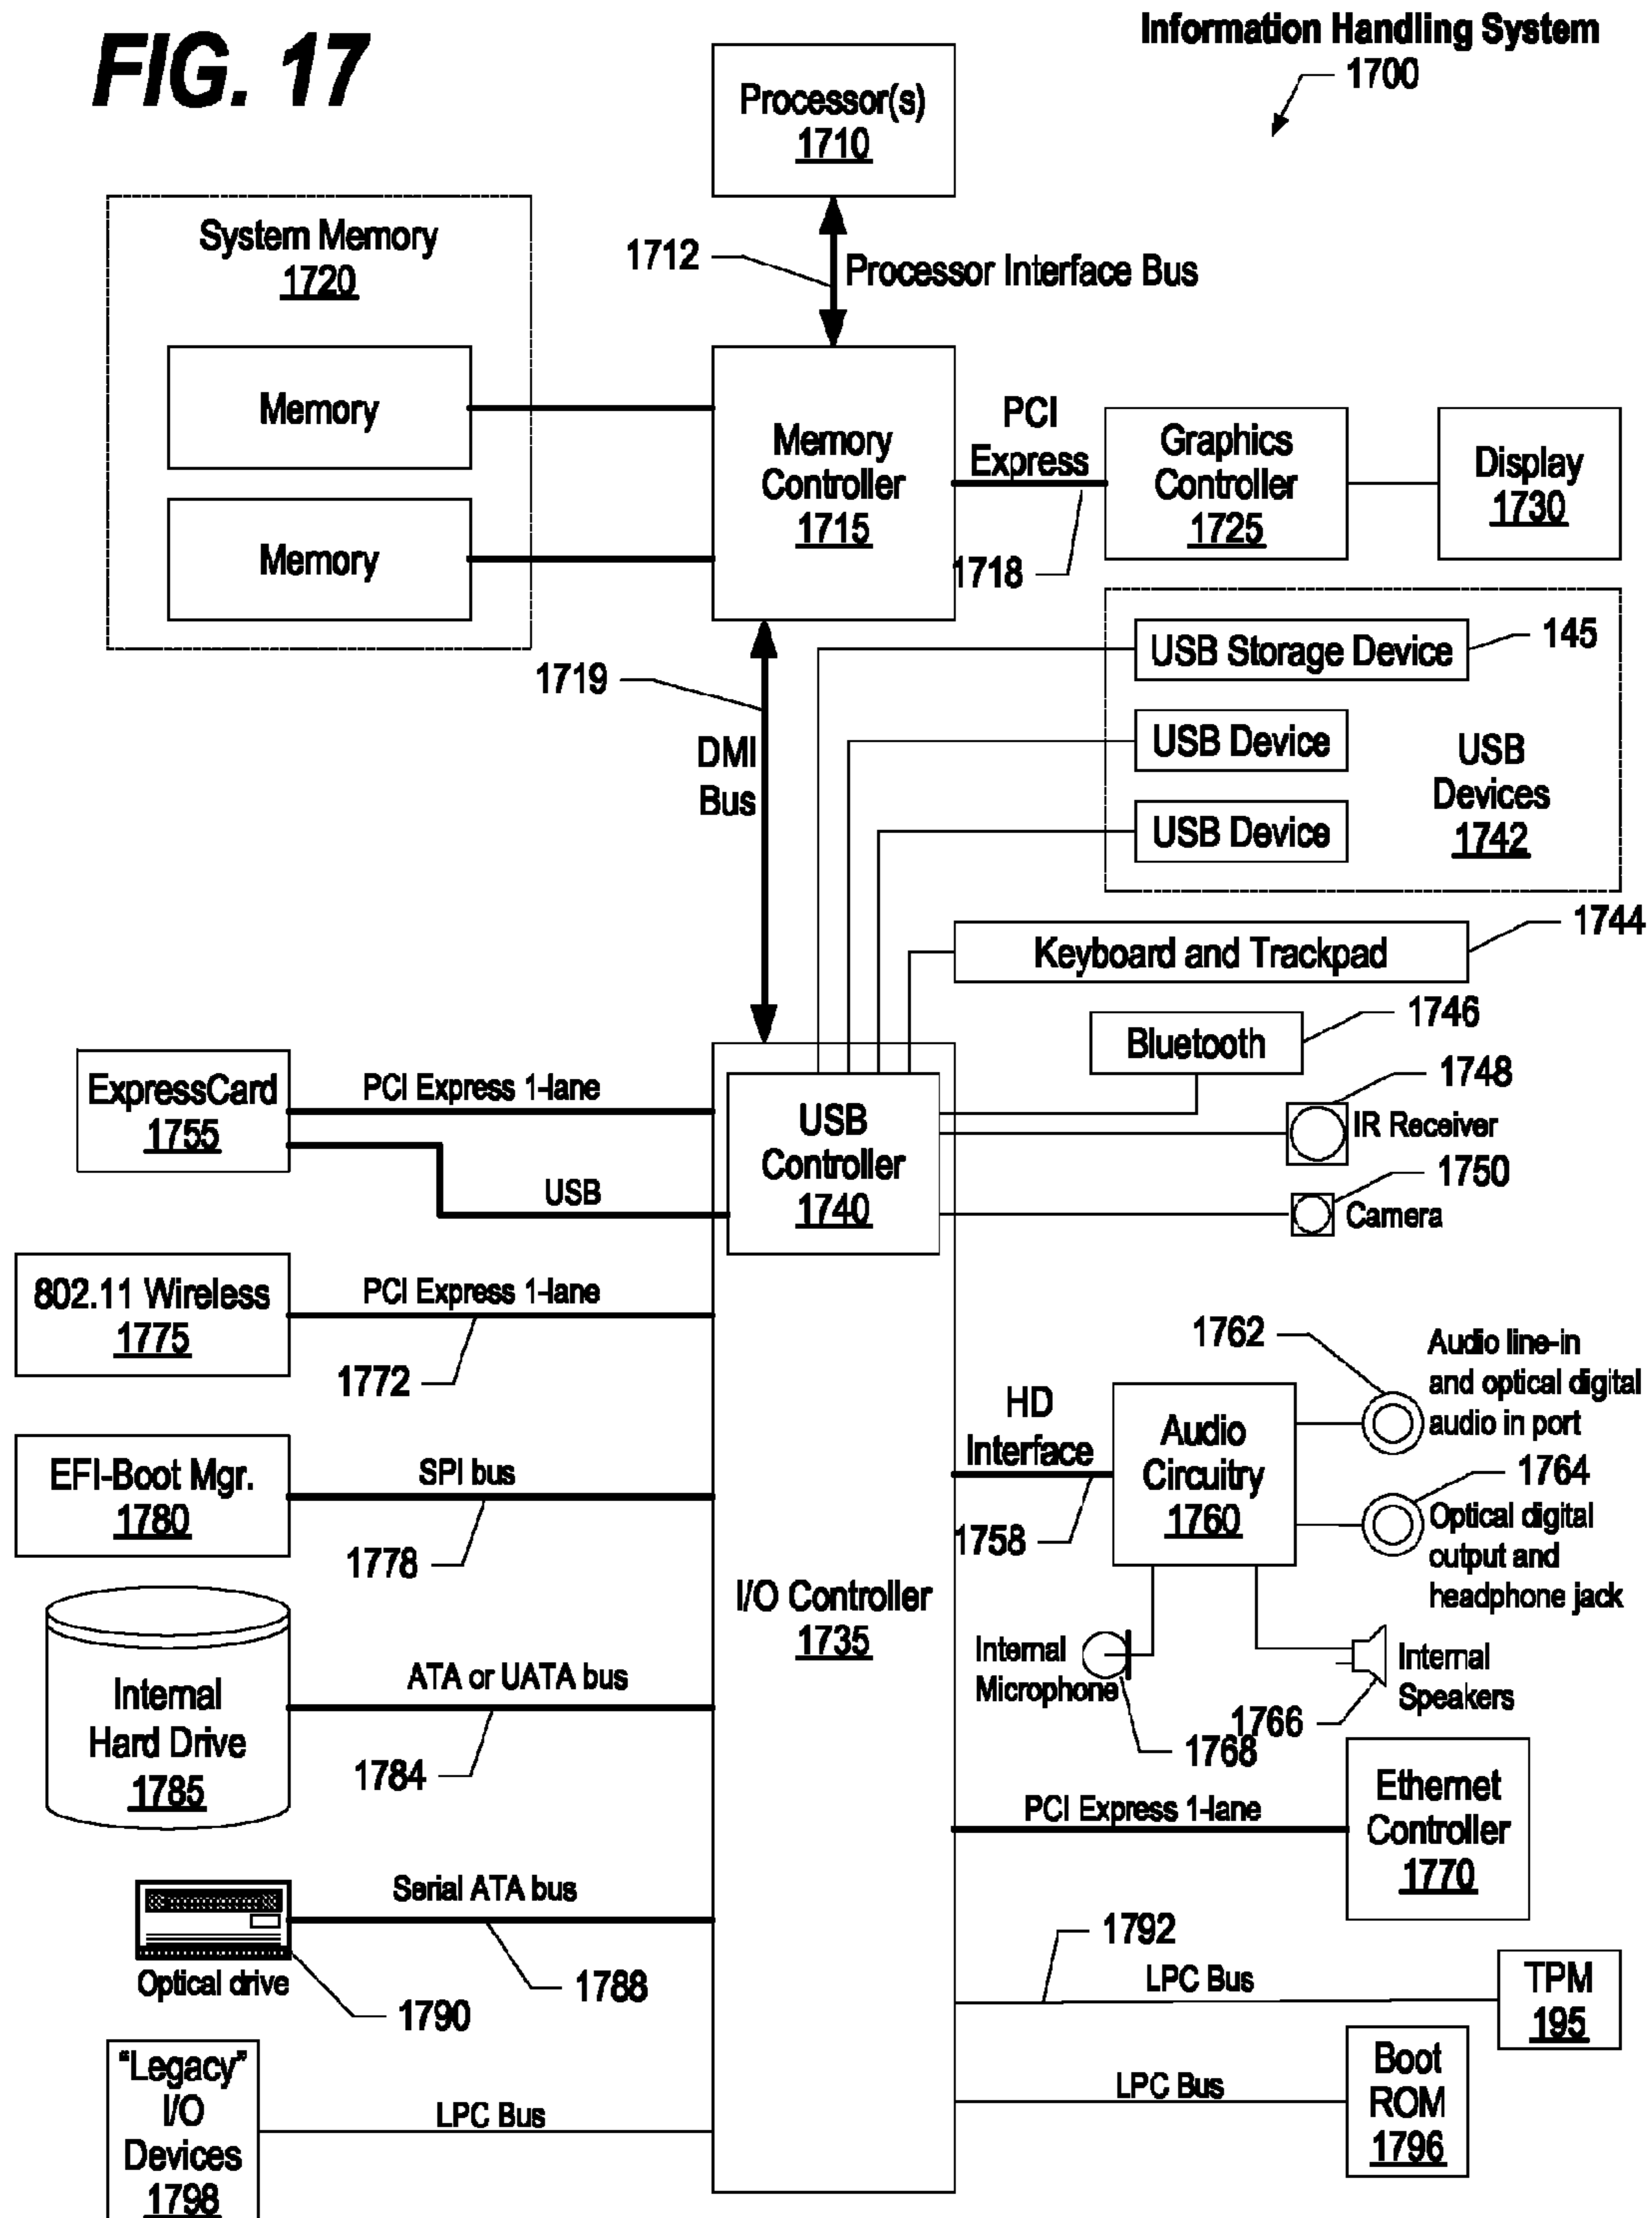 FIG. 17
Information Handling System
1700
Processor(s)
1710
System Memory
1720
1712
Processor Interface Bus
Memory
Memory
Memory
Controller
1715
PCI
Express
1718
Graphics
Controller
1725
Display
1730
1719
DMI
Bus
USB Storage Device
145
USB Device
USB Device
USB
Devices
1742
Keyboard and Trackpad
1744
Bluetooth
1746
1748
IR Receiver
1750
Camera
ExpressCard
1755
PCI Express 1-lane
USB
USB
Controller
1740
802.11 Wireless
1775
PCI Express 1-lane
1772
EFI-Boot Mgr.
1780
SPI bus
1778
I/O Controller
1735
HD
Interface
1758
Audio
Circuitry
1760
1762
Audio line-in
and optical digital
audio in port
1764
Optical digital
output and
headphone jack
Internal
Microphone
1768
1766
Internal
Speakers
Internal
Hard Drive
1785
ATA or UATA bus
1784
PCI Express 1-lane
Ethernet
Controller
1770
Serial ATA bus
1788
Optical drive
1790
1792
LPC Bus
TPM
195
"Legacy"
I/O
Devices
1798
LPC Bus
LPC Bus
Boot
ROM
1796